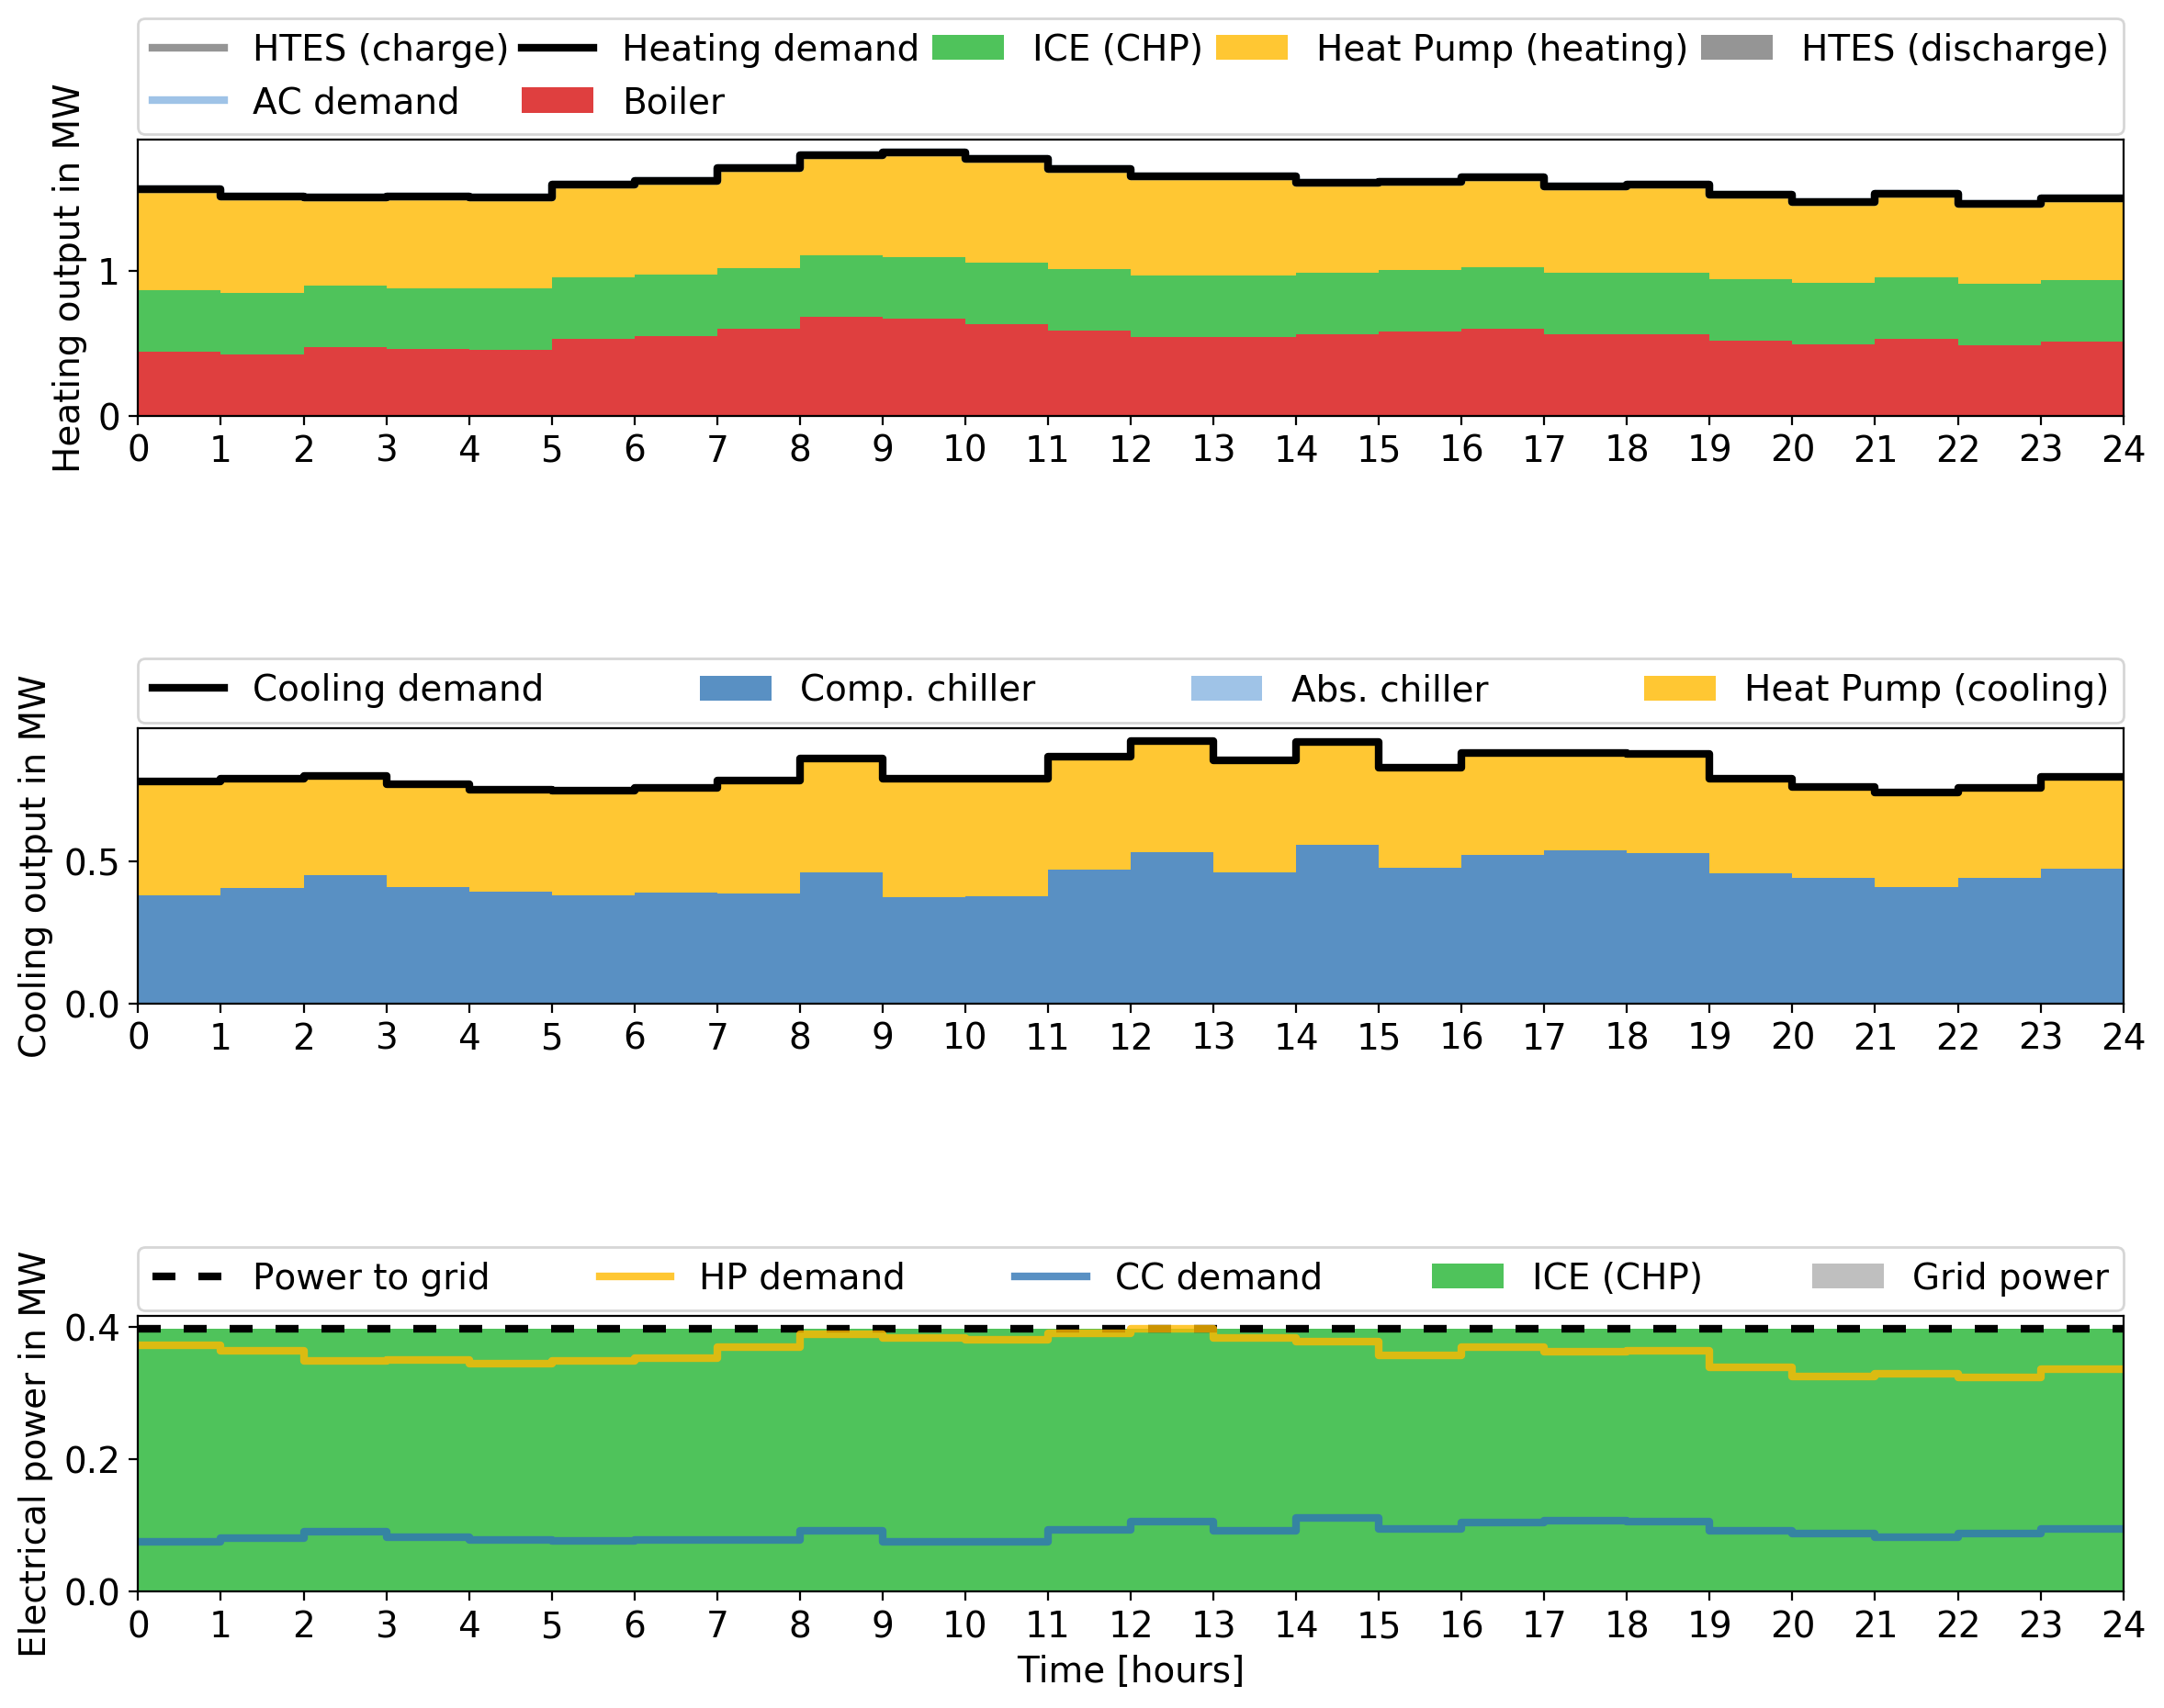 HTES (charge) Heating demand ICE (CHP) Heat Pump (heating) HTES (discharge)
AC demand Boiler
Heating output in MW
1
0
0 1 2 3 4 5 6 7 8 9 10 11 12 13 14 15 16 17 18 19 20 21 22 23 24
Cooling demand Comp. chiller Abs. chiller Heat Pump (cooling)
Cooling output in MW
0.5
0.0
0 1 2 3 4 5 6 7 8 9 10 11 12 13 14 15 16 17 18 19 20 21 22 23 24
Power to grid HP demand CC demand ICE (CHP) Grid power
Electrical power in MW
0.4
0.2
0.0
0 1 2 3 4 5 6 7 8 9 10 11 12 13 14 15 16 17 18 19 20 21 22 23 24
Time [hours]